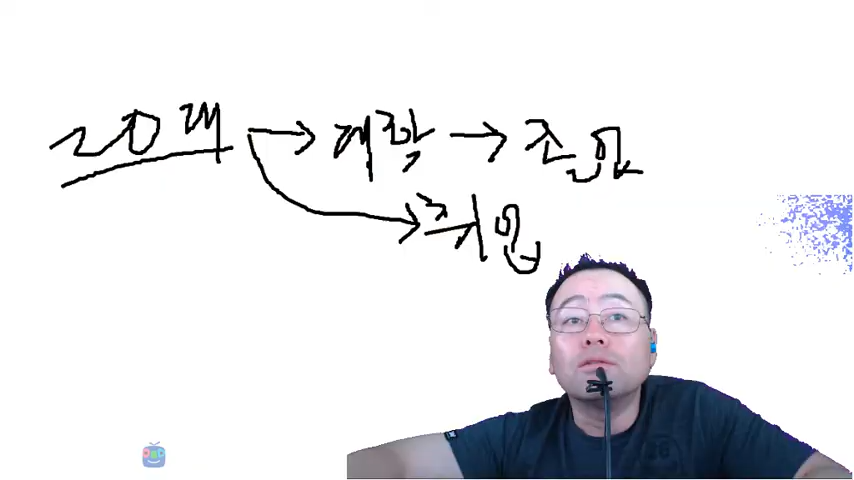 20대 → 대학 → 졸업
→ 취업